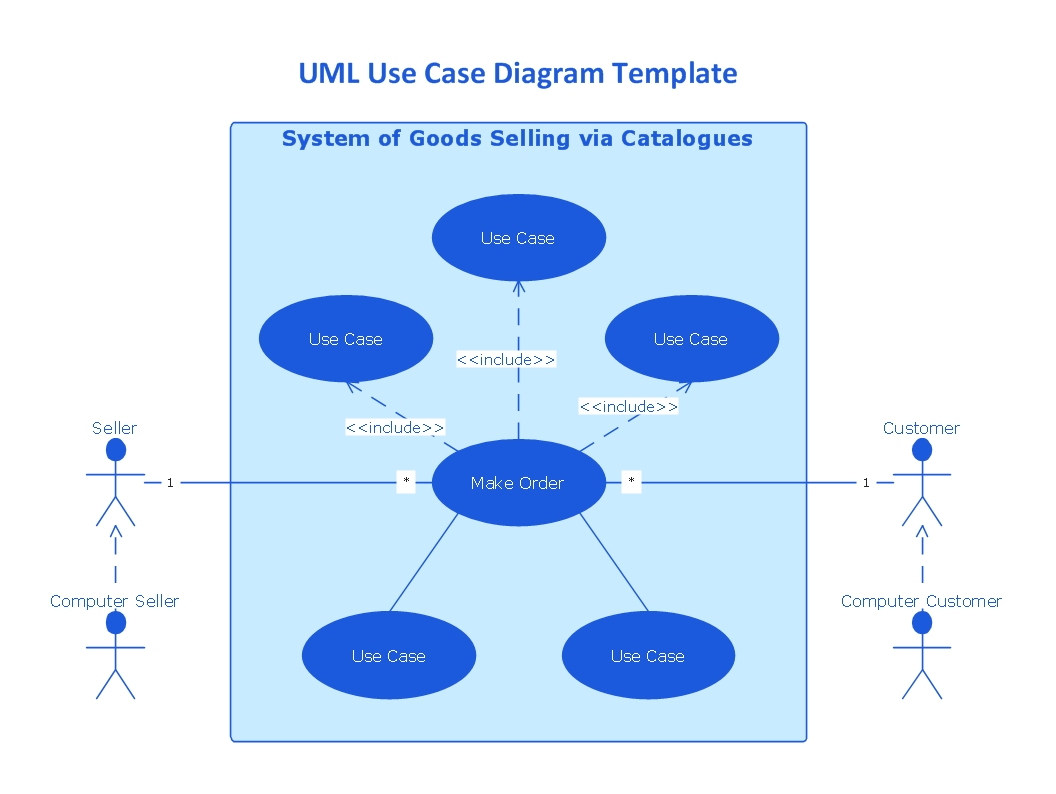 UML Use Case Diagram Template
System of Goods Selling via Catalogues
Use Case
Use Case
Use Case
<<include>>
<<include>>
<<include>>
Seller
Customer
1
*
Make Order
*
1
Computer Seller
Computer Customer
Use Case
Use Case